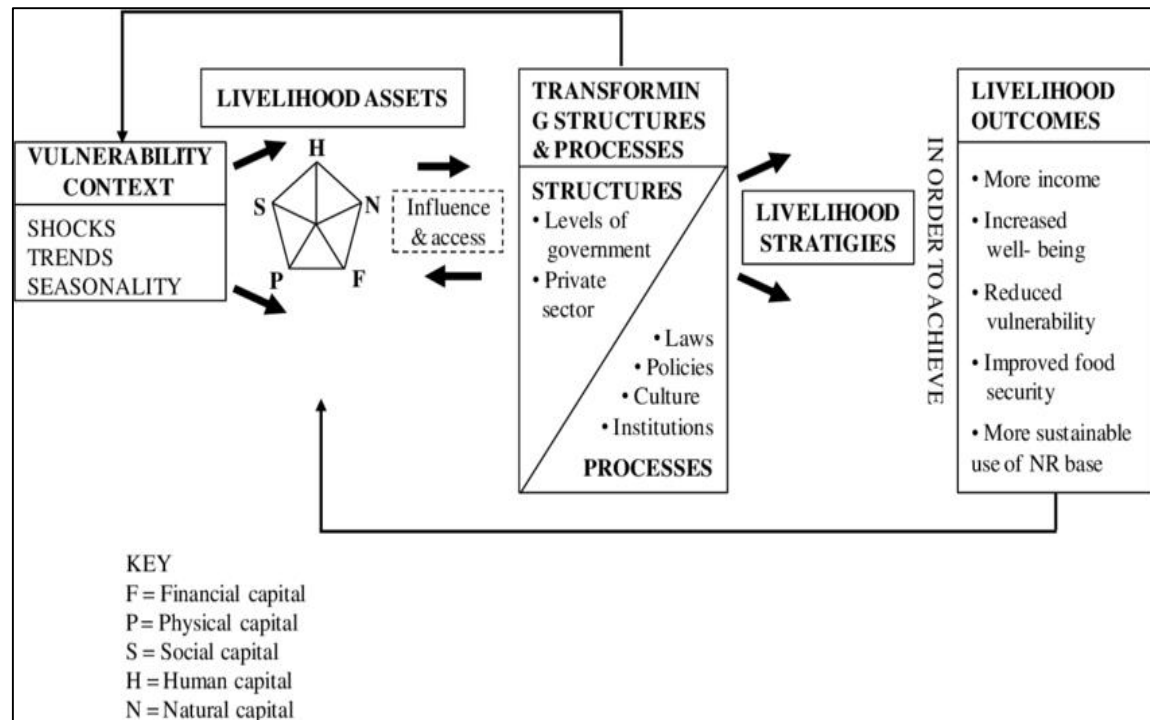 LIVELIHOOD ASSETS
VULNERABILITY
CONTEXT
SHOCKS
TRENDS
SEASONALITY
H
S
N
P
F
Influence
& access
TRANSFORMIN
G STRUCTURES
& PROCESSES
STRUCTURES
• Levels of
government
• Private
sector
• Laws
• Policies
• Culture
• Institutions
PROCESSES
LIVELIHOOD
STRATIGIES
IN ORDER TO ACHIEVE
LIVELIHOOD
OUTCOMES
• More income
• Increased
well- being
• Reduced
vulnerability
• Improved food
security
• More sustainable
use of NR base
KEY
F = Financial capital
P = Physical capital
S = Social capital
H = Human capital
N = Natural capital